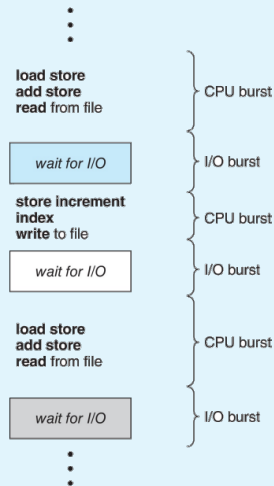 load store
add store
read from file
CPU burst
wait for I/O
I/O burst
store increment
index
write to file
CPU burst
wait for I/O
I/O burst
load store
add store
read from file
CPU burst
wait for I/O
I/O burst